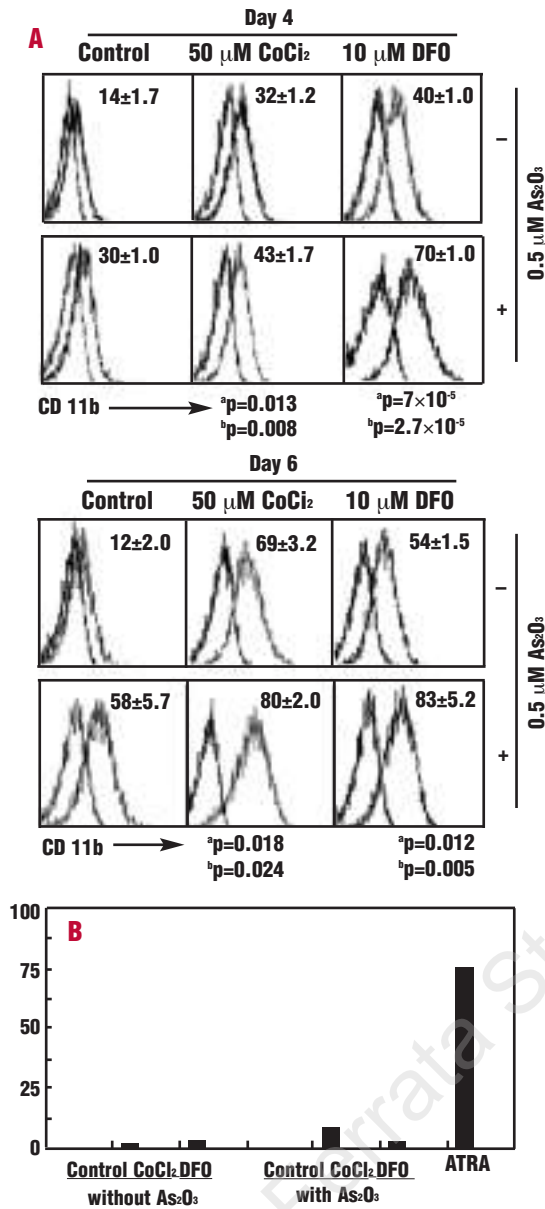 Day 4
A
Control 50 μM CoCi₂ 10 μM DFO
14±1.7 32±1.2 40±1.0
−
30±1.0 43±1.7 70±1.0
+
0.5 μM As₂O₃
CD 11b
ᵃp=0.013 ᵃp=7×10⁻⁵
ᵇp=0.008 ᵇp=2.7×10⁻⁵
Day 6
Control 50 μM CoCi₂ 10 μM DFO
12±2.0 69±3.2 54±1.5
−
58±5.7 80±2.0 83±5.2
+
0.5 μM As₂O₃
CD 11b
ᵃp=0.018 ᵃp=0.012
ᵇp=0.024 ᵇp=0.005
B
100
75
50
25
0
Control CoCl₂ DFO Control CoCl₂ DFO ATRA
without As₂O₃ with As₂O₃
Ferrata St